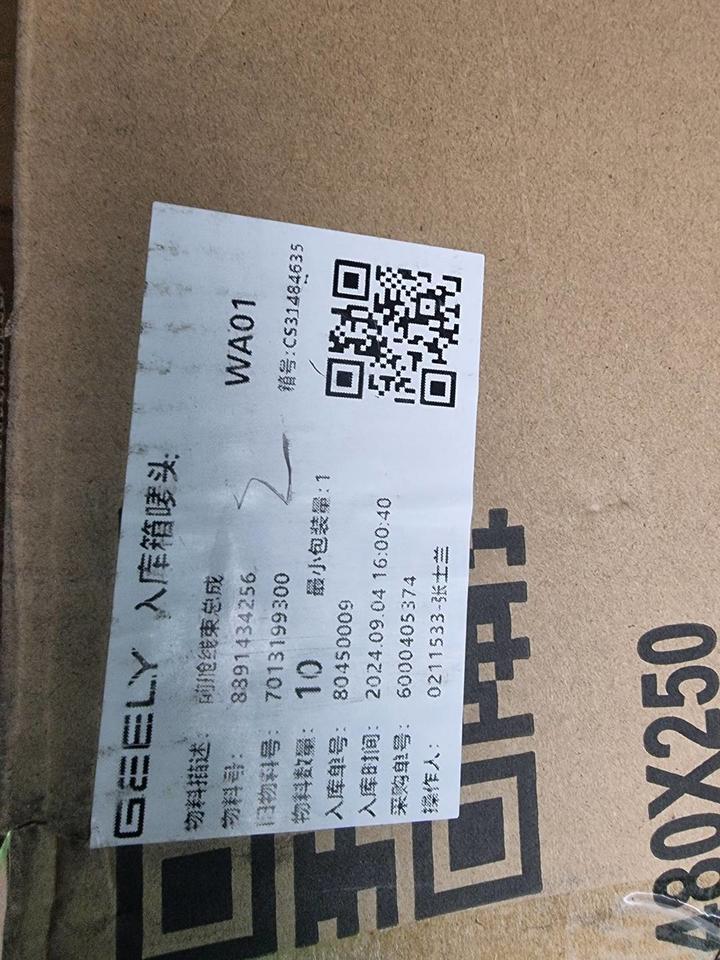 GEELY 入库箱唛头
WA01
物料描述: 前舱线束总成
物料号: 8891434256
旧物料号: 7013199300
箱号:CS31484635
物料数量: 10 最小包装量:1
入库单号: 80450009
入库时间: 2024.09.04 16:00:40
采购单号: 6000405374
操作人: 0211533-张士兰
480X250